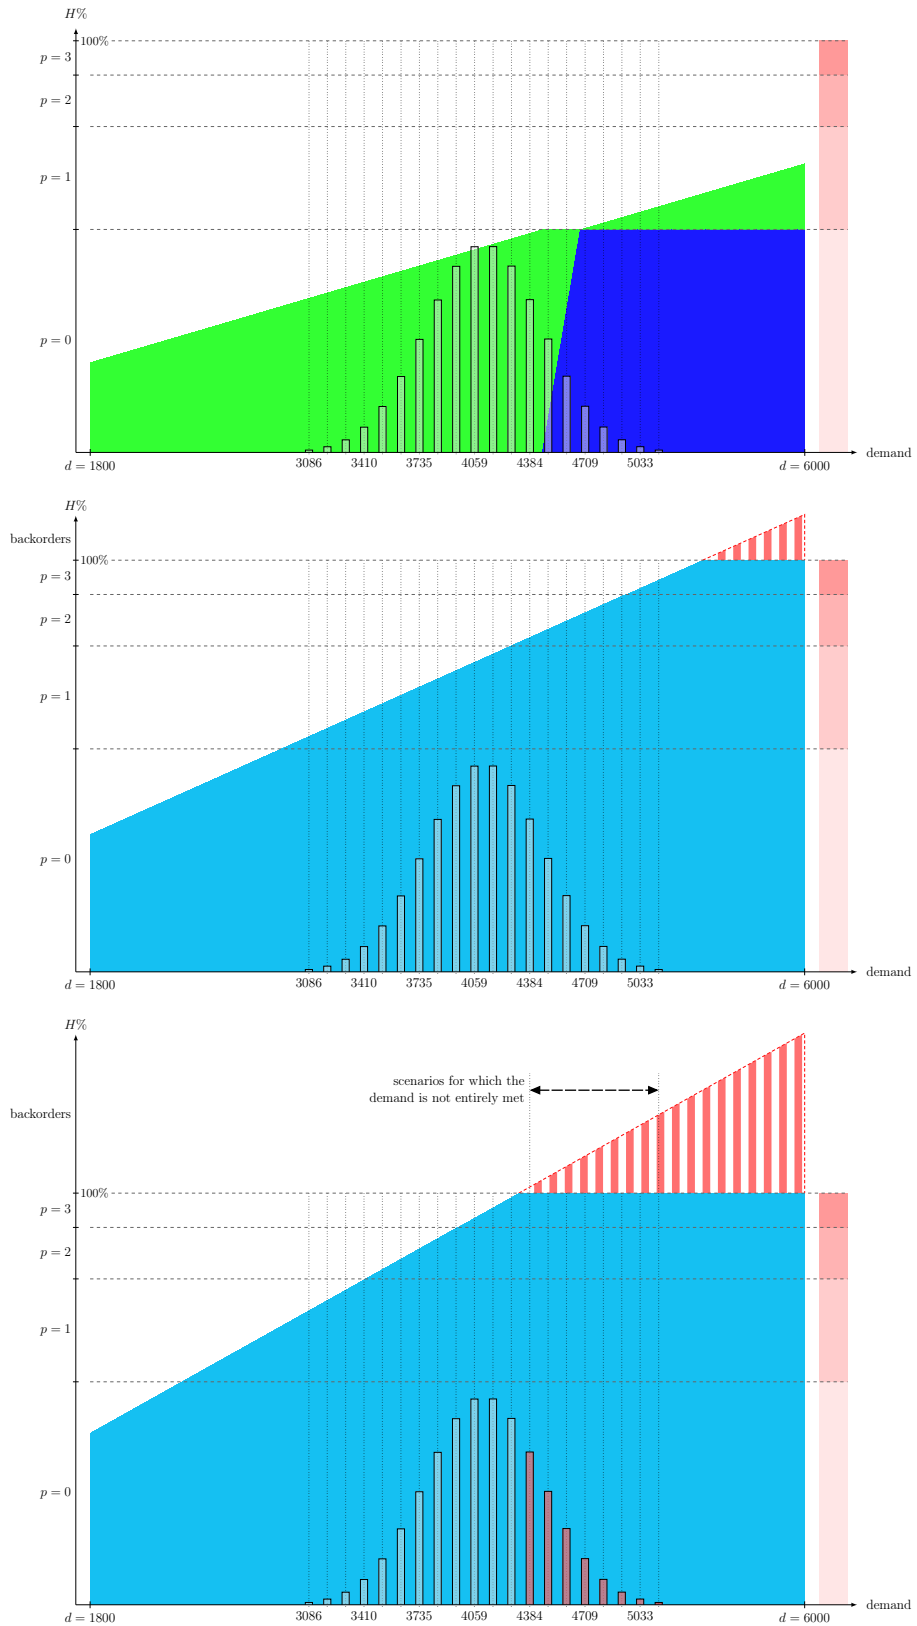 H%
100%
p = 3
p = 2
p = 1
p = 0
3086 3410 3735 4059 4384 4709 5033
demand
d = 1800
d = 6000
H%
backorders
100%
p = 3
p = 2
p = 1
p = 0
3086 3410 3735 4059 4384 4709 5033
demand
d = 1800
d = 6000
H%
scenarios for which the
demand is not entirely met
backorders
100%
p = 3
p = 2
p = 1
p = 0
3086 3410 3735 4059 4384 4709 5033
demand
d = 1800
d = 6000